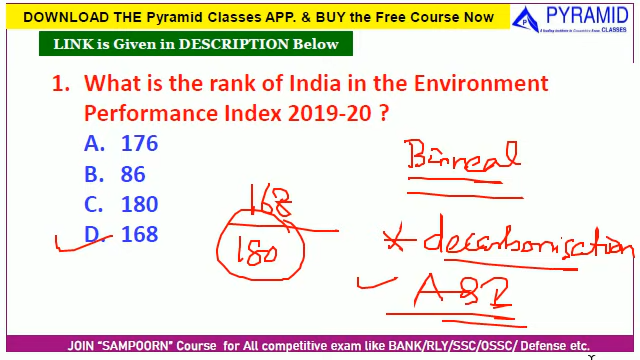 DOWNLOAD THE Pyramid Classes APP. & BUY the Free Course Now
PYRAMID
CLASSES
LINK is Given in DESCRIPTION Below
1. What is the rank of India in the Environment
Performance Index 2019-20 ?
A. 176
B. 86
C. 180
D. 168
168
180
decarbonisation
JOIN “SAMPOORN” Course for All competitive exam like BANK/RLY/SSC/OSSC/ Defense etc.